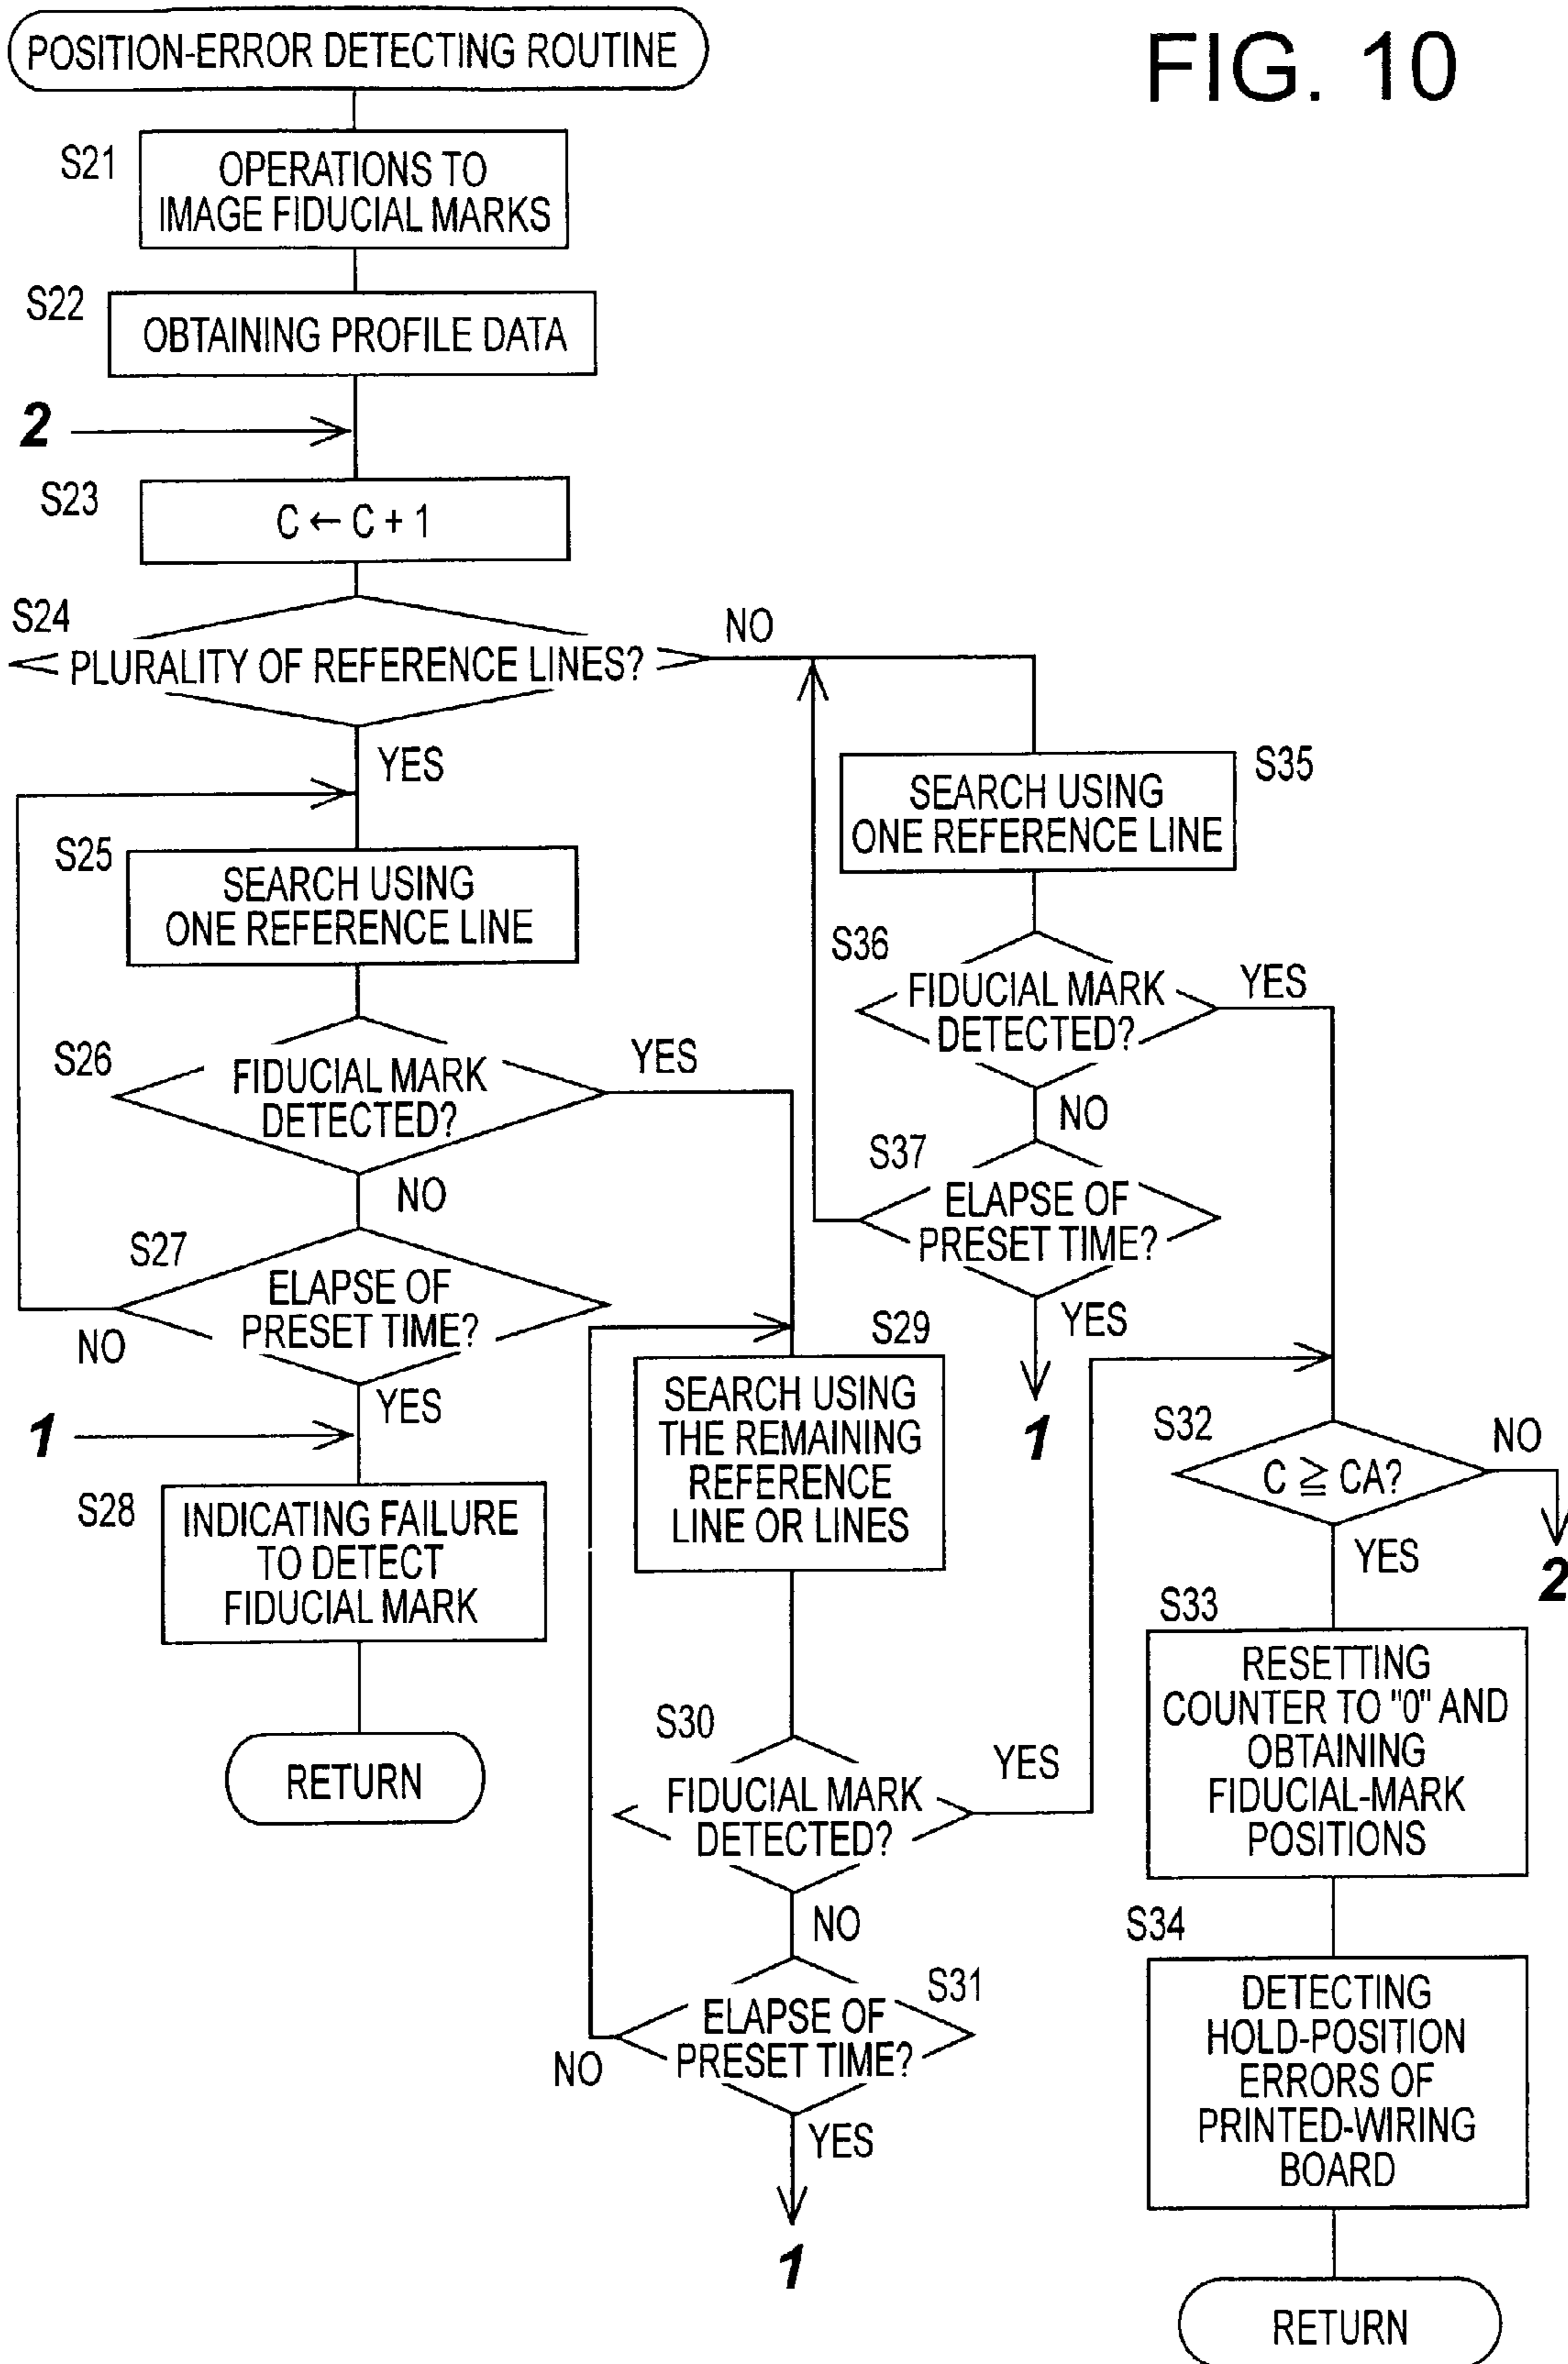 FIG. 10
POSITION-ERROR DETECTING ROUTINE
S21
OPERATIONS TO
IMAGE FIDUCIAL MARKS
S22
OBTAINING PROFILE DATA
2
S23
C ← C + 1
S24
PLURALITY OF REFERENCE LINES?
NO
YES
S25
SEARCH USING
ONE REFERENCE LINE
S26
FIDUCIAL MARK
DETECTED?
YES
NO
S27
ELAPSE OF
PRESET TIME?
NO
YES
1
S28
INDICATING FAILURE
TO DETECT
FIDUCIAL MARK
RETURN
S29
SEARCH USING
THE REMAINING
REFERENCE
LINE OR LINES
S30
FIDUCIAL MARK
DETECTED?
YES
NO
S31
ELAPSE OF
PRESET TIME?
NO
YES
1
S35
SEARCH USING
ONE REFERENCE LINE
S36
FIDUCIAL MARK
DETECTED?
YES
NO
S37
ELAPSE OF
PRESET TIME?
YES
1
S32
C ≧ CA?
NO
2
YES
S33
RESETTING
COUNTER TO "0" AND
OBTAINING
FIDUCIAL-MARK
POSITIONS
S34
DETECTING
HOLD-POSITION
ERRORS OF
PRINTED-WIRING
BOARD
RETURN